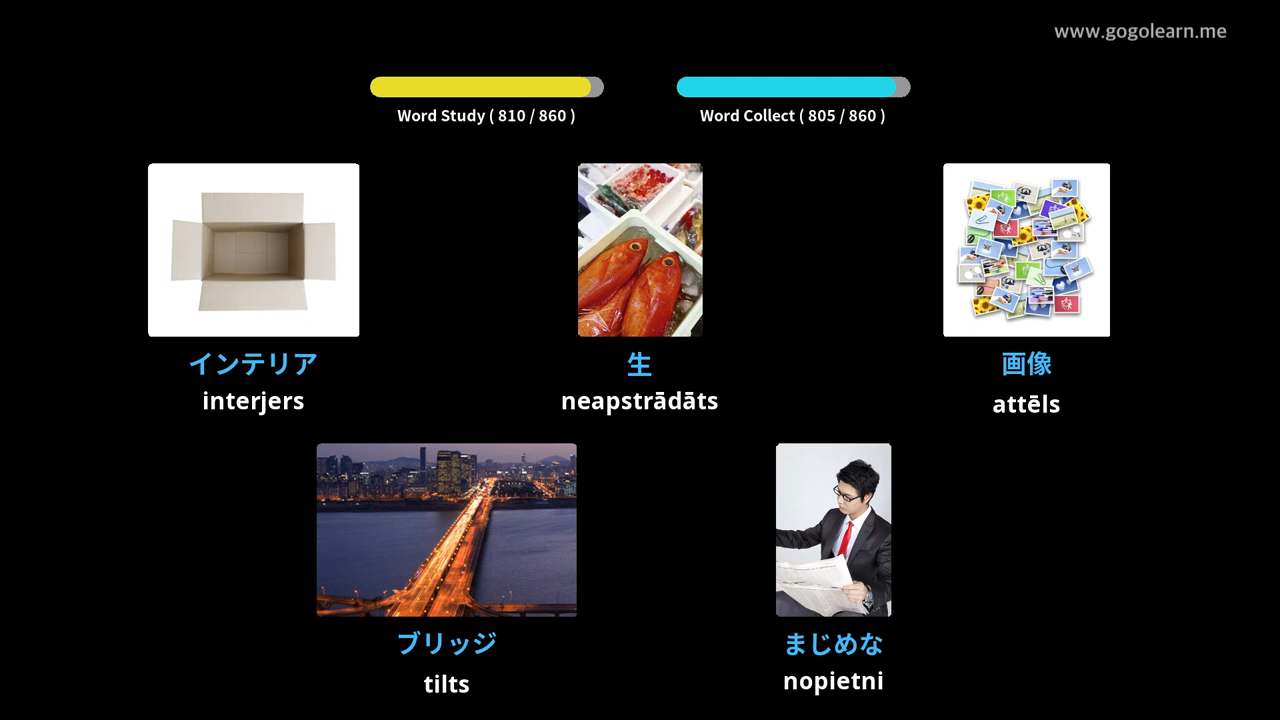 www.gogolearn.me
Word Study ( 810 / 860 )
Word Collect ( 805 / 860 )
インテリア
interjers
生
neapstrādāts
画像
attēls
ブリッジ
tilts
まじめな
nopietni